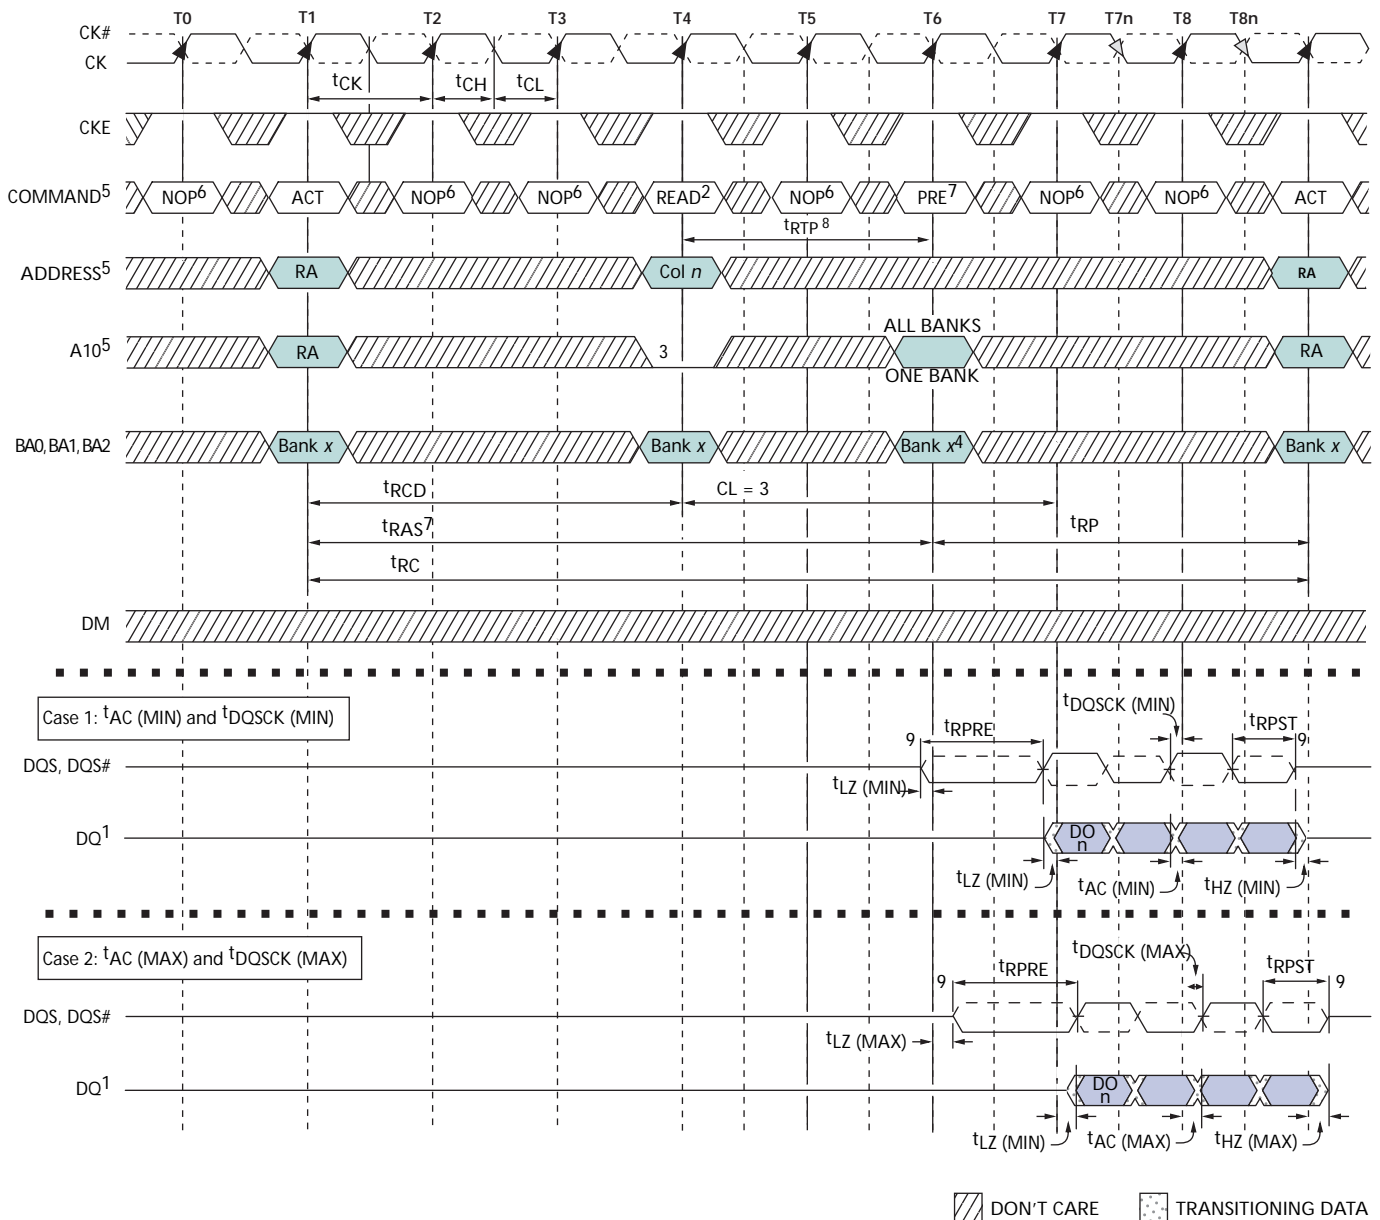 T0 T1 T2 T3 T4 T5 T6 T7 T7n T8 T8n
CK#
CK
tCK tCH tCL
CKE
COMMAND5 NOP6 ACT NOP6 NOP6 READ2 NOP6 PRE7 NOP6 NOP6 ACT
tRTP 8
ADDRESS5 RA Col n RA
ALL BANKS
A105 RA 3 RA
ONE BANK
BA0, BA1, BA2 Bank x Bank x Bank x4 Bank x
tRCD CL = 3
tRAS7 tRP
tRC
DM
Case 1: tAC (MIN) and tDQSCK (MIN)
tDQSCK (MIN)
9 tRPRE tRPST 9
DQS, DQS#
tLZ (MIN)
DQ1 DO
n
tLZ (MIN) tAC (MIN) tHZ (MIN)
Case 2: tAC (MAX) and tDQSCK (MAX)
tDQSCK (MAX)
9 tRPRE tRPST 9
DQS, DQS#
tLZ (MAX)
DQ1 DO
n
tLZ (MIN) tAC (MAX) tHZ (MAX)
DON'T CARE TRANSITIONING DATA